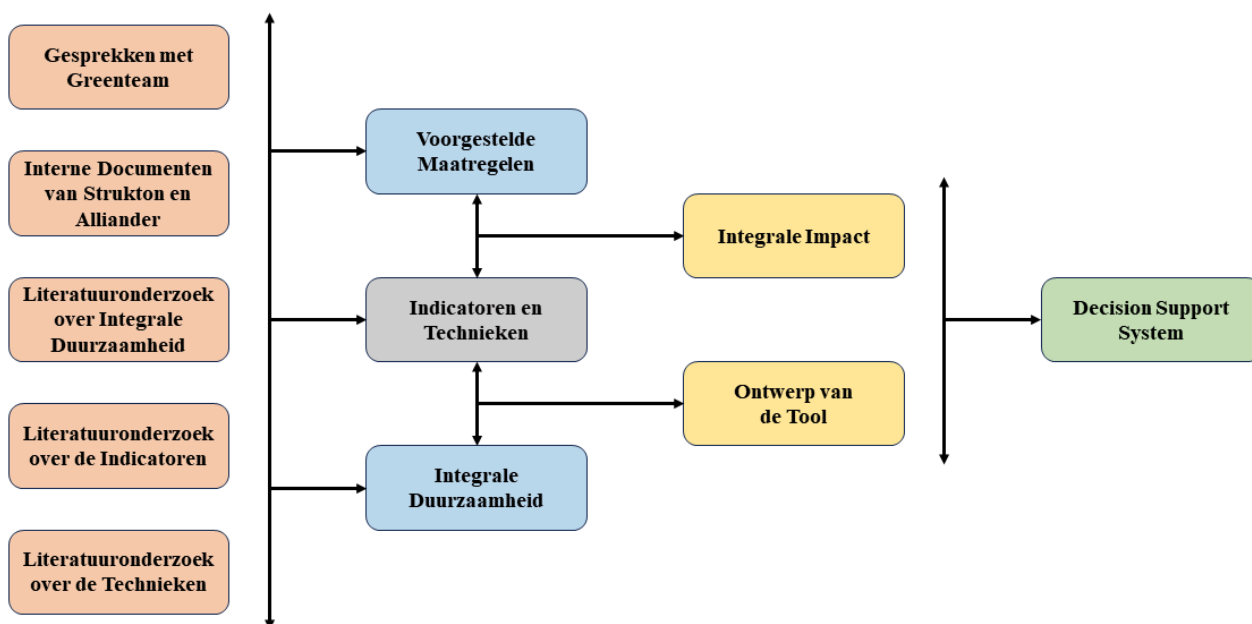 Gesprekken met
Greenteam
Interne Documenten
van Strukton en
Alliander
Literatuuronderzoek
over Integrale
Duurzaamheid
Literatuuronderzoek
over de Indicatoren
Literatuuronderzoek
over de Technieken
Voorgestelde
Maatregelen
Indicatoren en
Technieken
Integrale
Duurzaamheid
Integrale Impact
Ontwerp van
de Tool
Decision Support
System